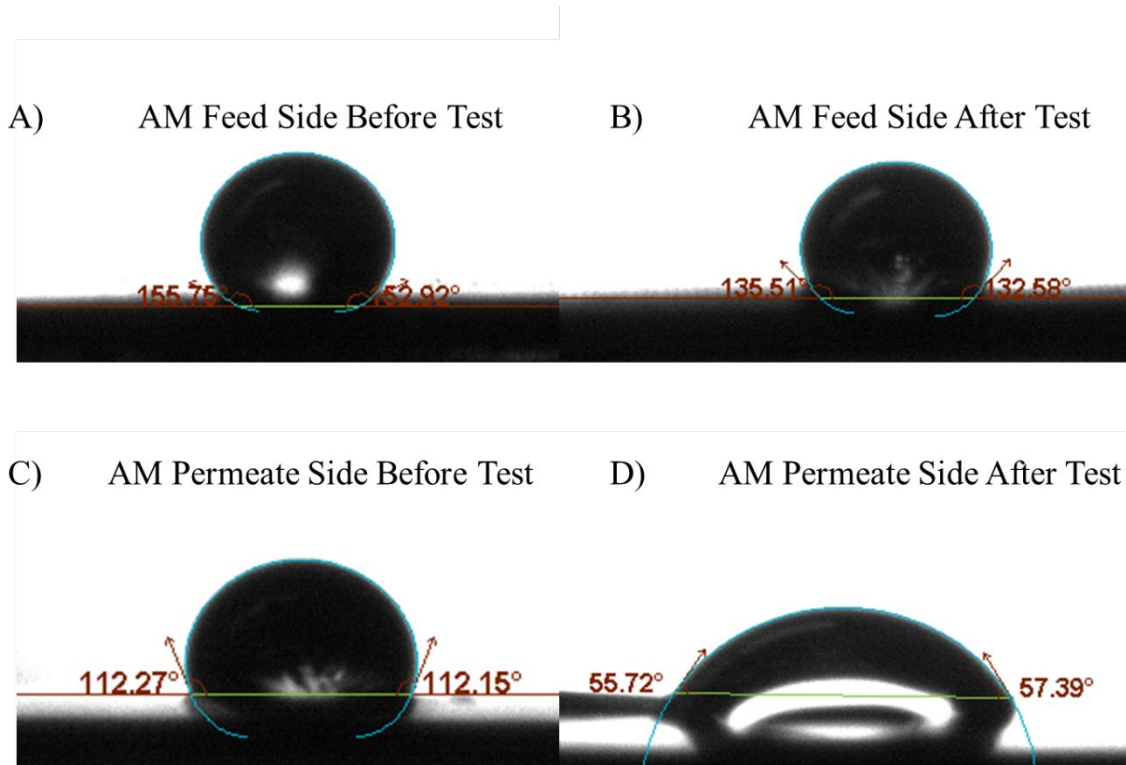 A) AM Feed Side Before Test
B) AM Feed Side After Test
155.75° 152.92°
135.51° 132.58°
C) AM Permeate Side Before Test
D) AM Permeate Side After Test
112.27° 112.15°
55.72° 57.39°